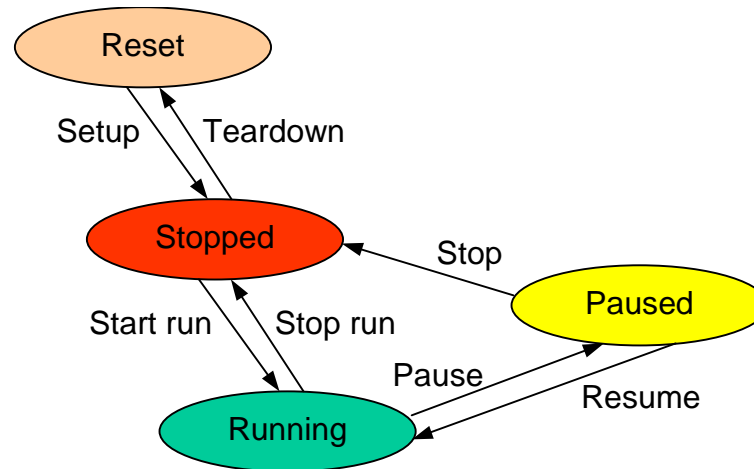 Reset
Setup
Teardown
Stopped
Stop
Paused
Start run
Stop run
Pause
Resume
Running